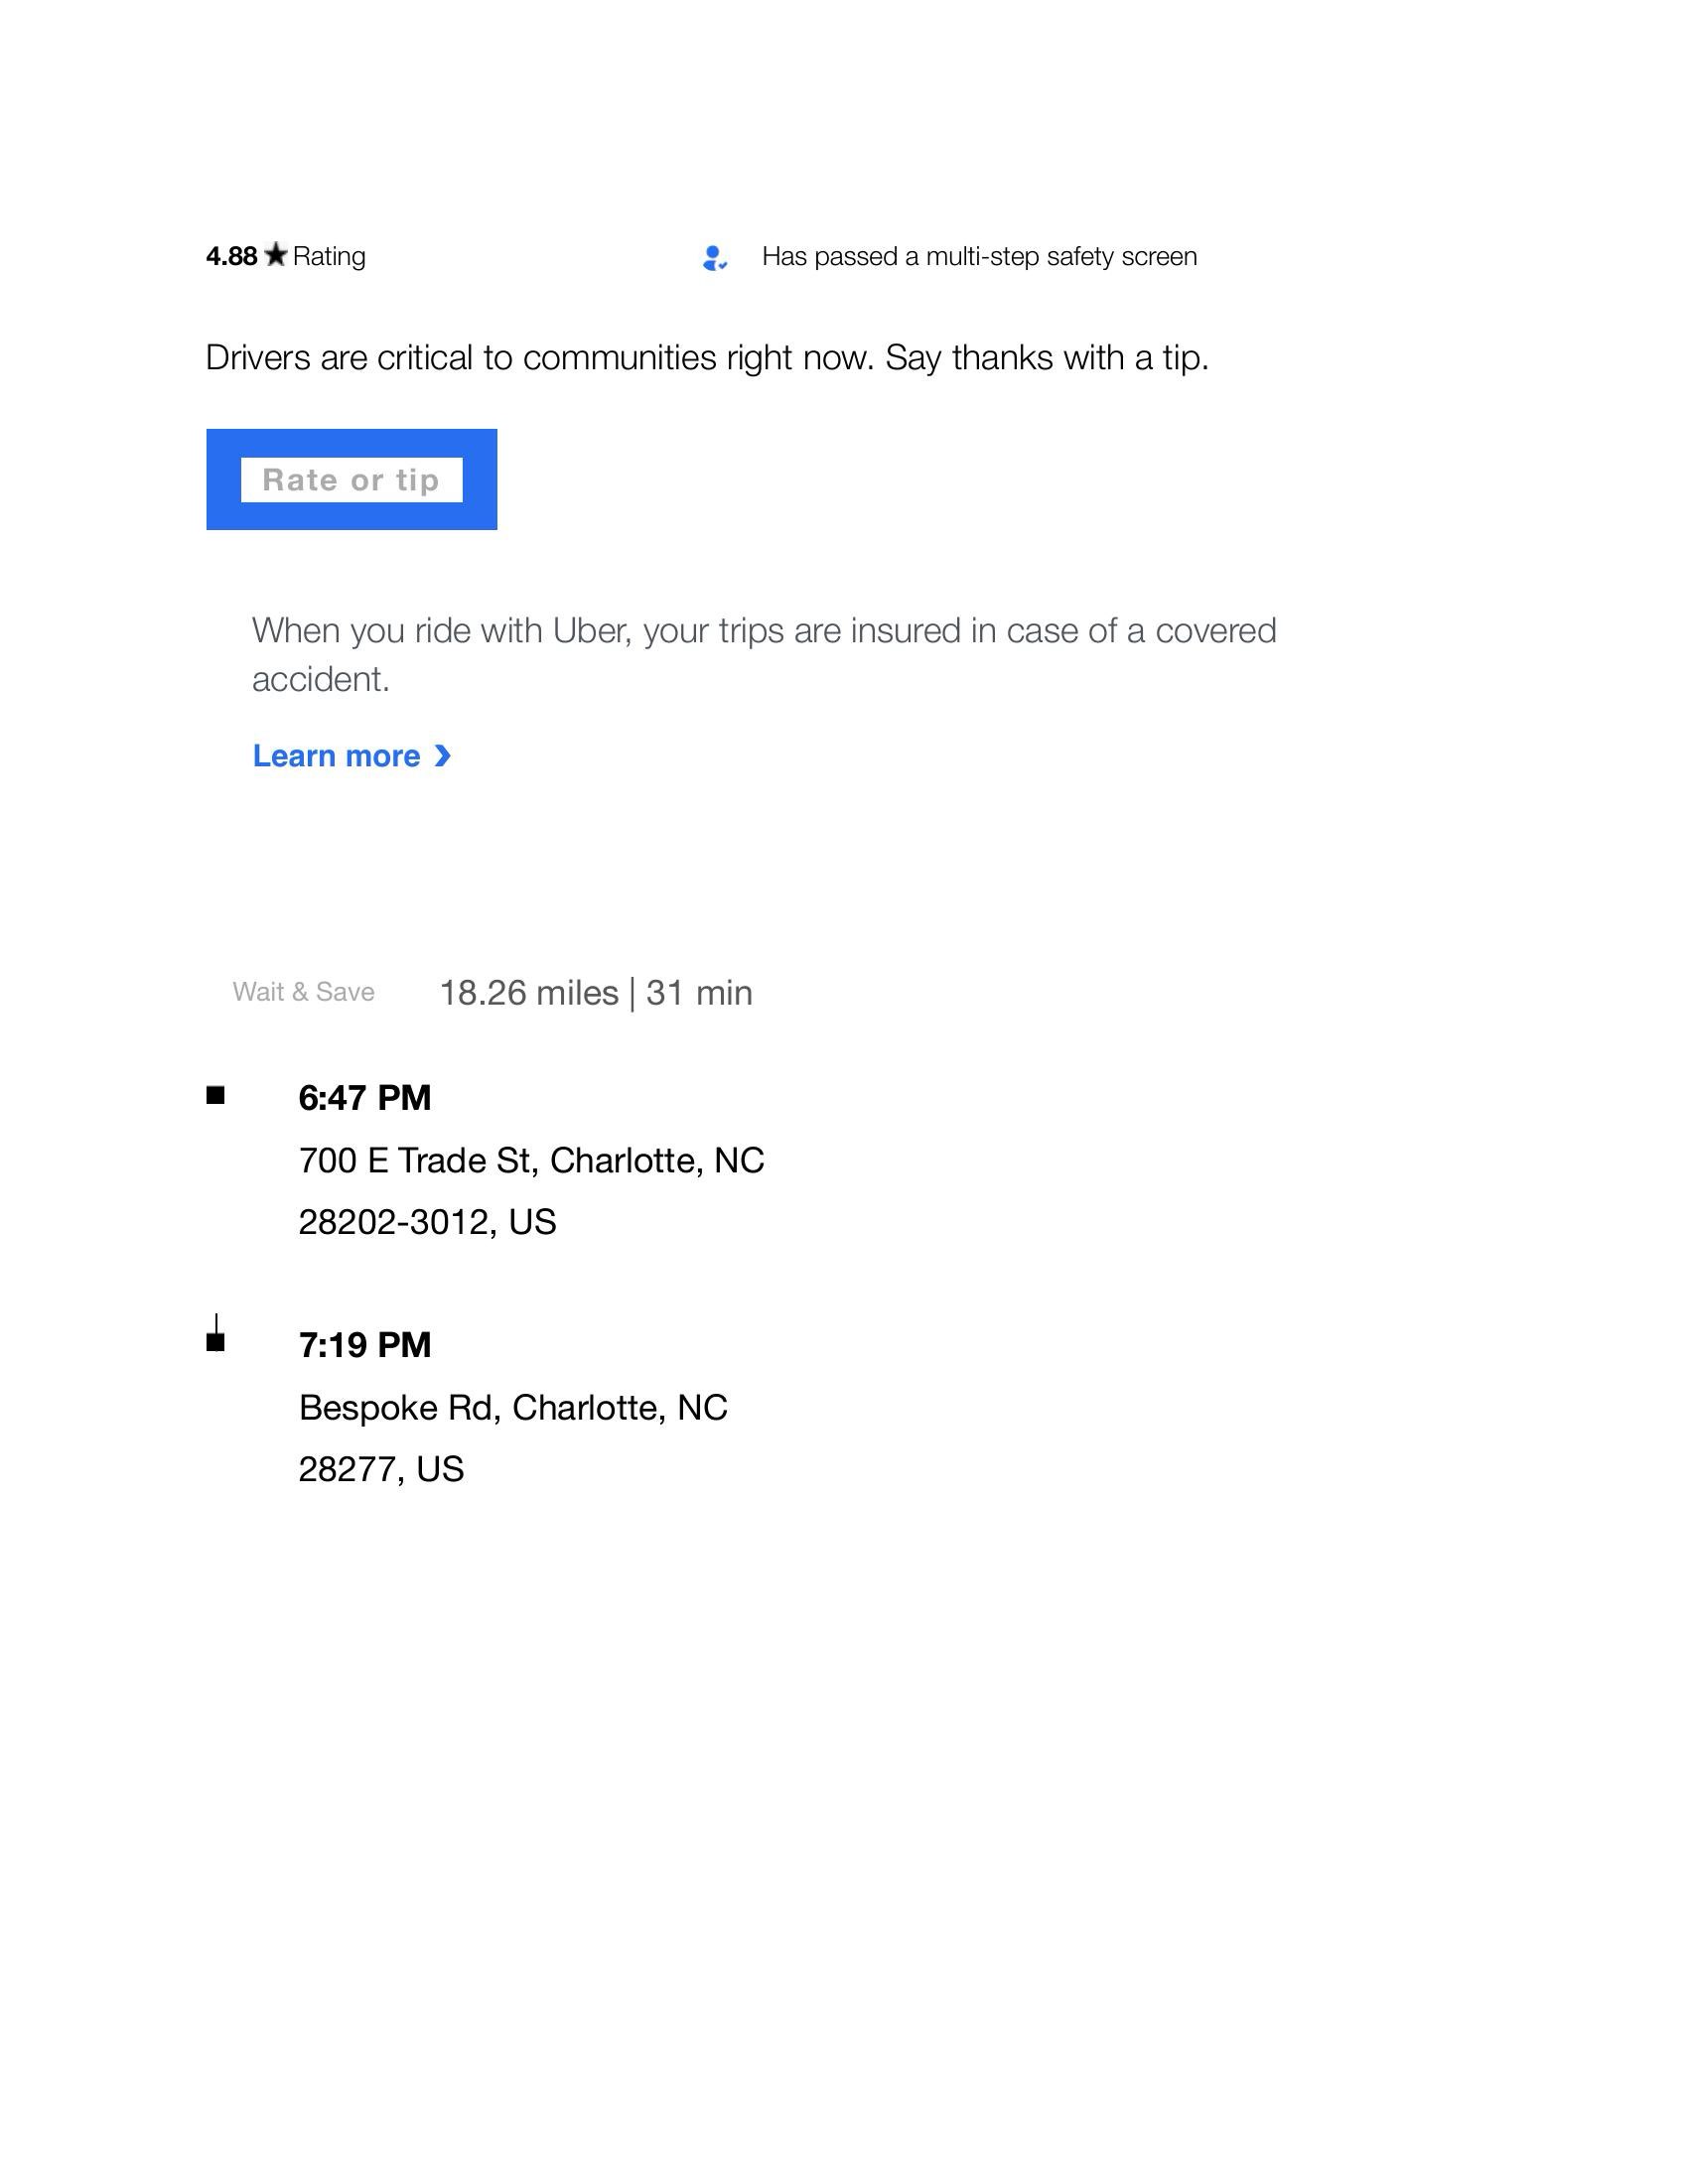 4.88 ★ Rating
Has passed a multi-step safety screen
Drivers are critical to communities right now. Say thanks with a tip.
Rate or tip
When you ride with Uber, your trips are insured in case of a covered
accident.
Learn more ❯
Wait & Save
18.26 miles | 31 min
6:47 PM
700 E Trade St, Charlotte, NC
28202-3012, US
7:19 PM
Bespoke Rd, Charlotte, NC
28277, US